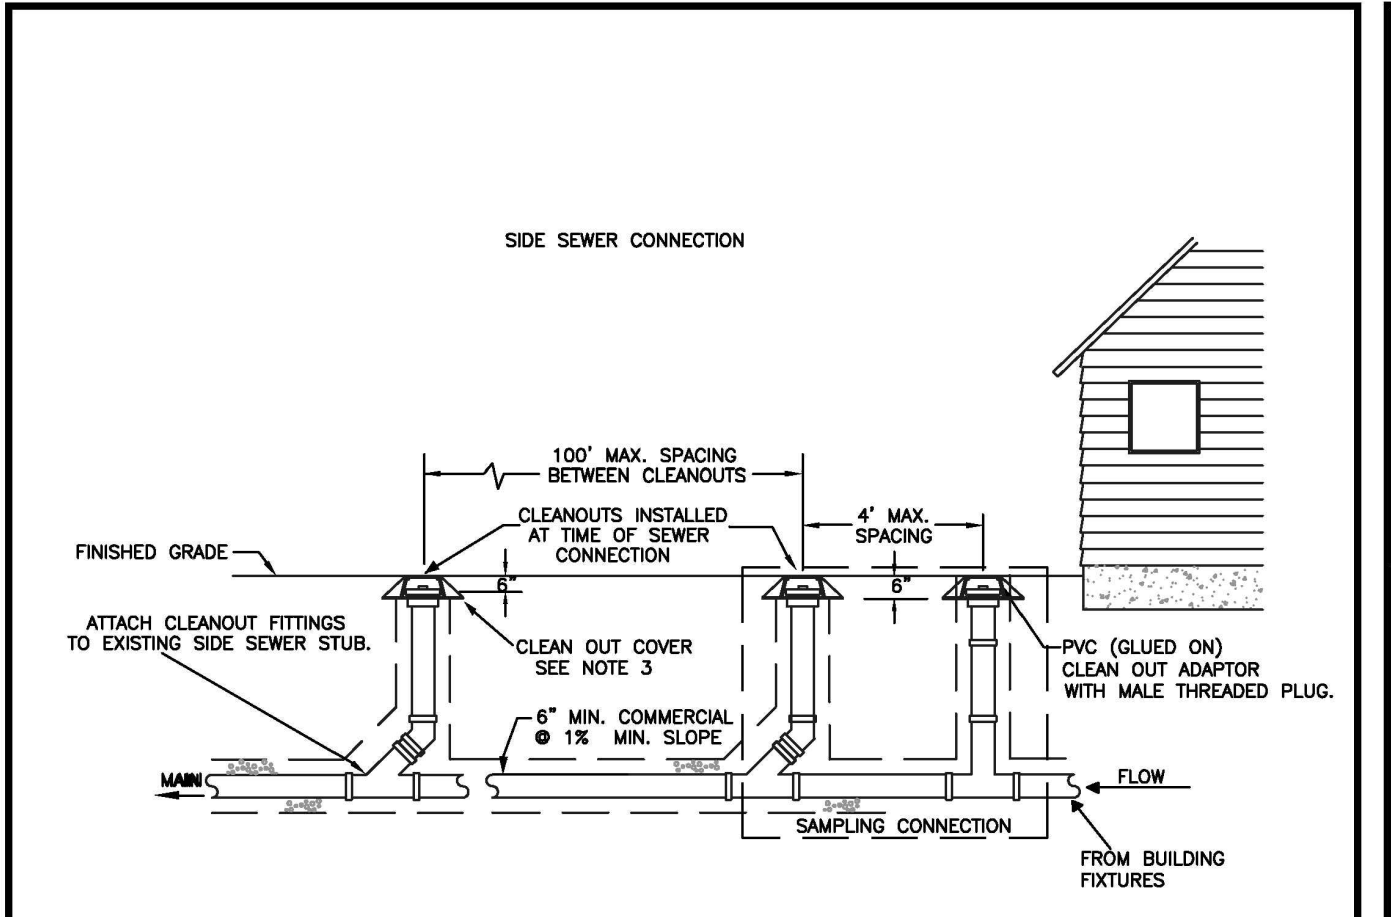 SIDE SEWER CONNECTION
100' MAX. SPACING
BETWEEN CLEANOUTS
CLEANOUTS INSTALLED
AT TIME OF SEWER
CONNECTION
4' MAX.
SPACING
FINISHED GRADE
6"
6"
ATTACH CLEANOUT FITTINGS
TO EXISTING SIDE SEWER STUB.
CLEAN OUT COVER
SEE NOTE 3
PVC (GLUED ON)
CLEAN OUT ADAPTOR
WITH MALE THREADED PLUG.
6" MIN. COMMERCIAL
@ 1% MIN. SLOPE
MAIN
FLOW
SAMPLING CONNECTION
FROM BUILDING
FIXTURES